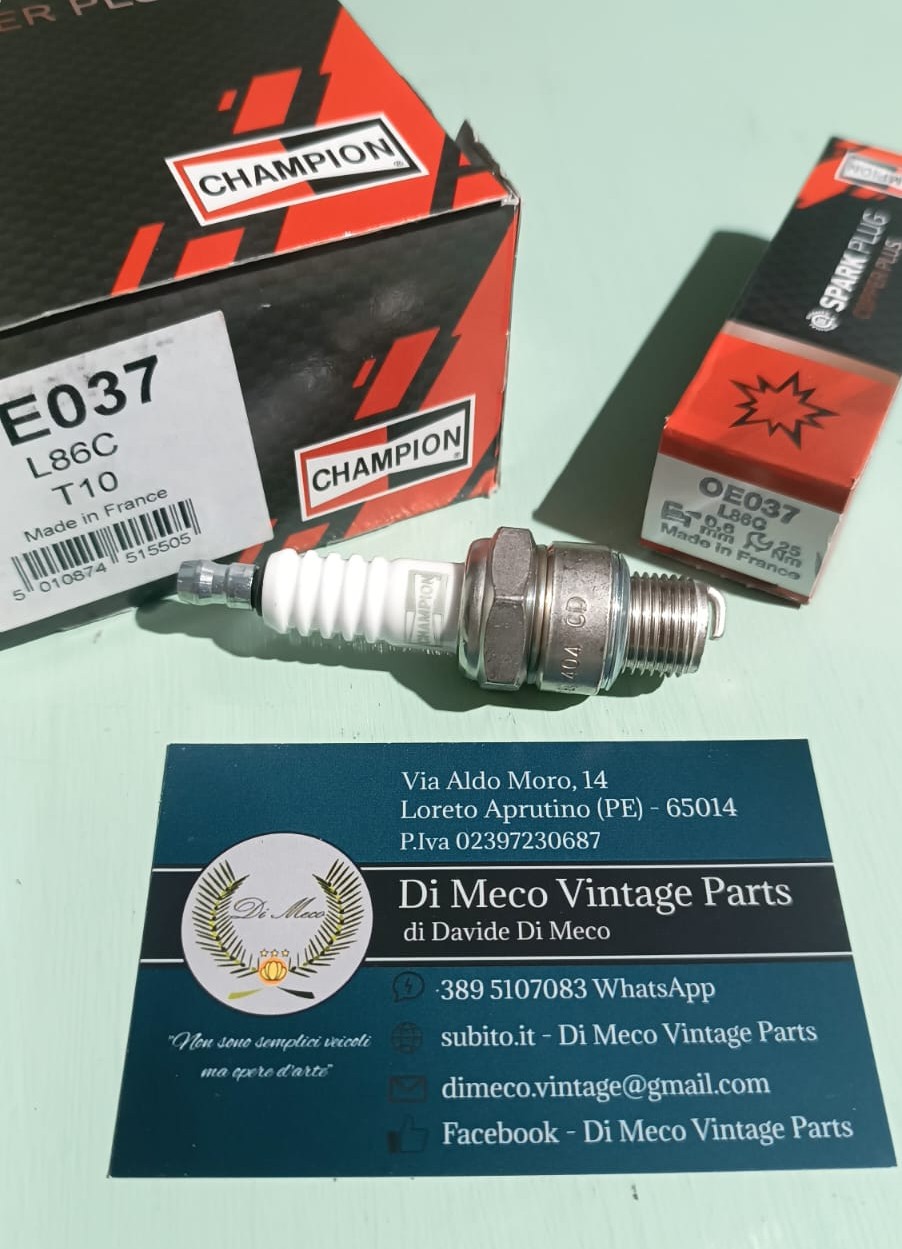 CHAMPION
E037
L86C
T10
Made in France
5 010874 515505
CHAMPION
SPARK PLUG
COPPER PLUS
OE037
L86C
0,6 mm
25 Nm
Made in France
CHAMPION
404 CD
Via Aldo Moro, 14
Loreto Aprutino (PE) - 65014
P.Iva 02397230687
Di Meco
Di Meco Vintage Parts
di Davide Di Meco
"Non sono semplici veicoli
ma opere d'arte"
389 5107083 WhatsApp
subito.it - Di Meco Vintage Parts
dimeco.vintage@gmail.com
Facebook - Di Meco Vintage Parts